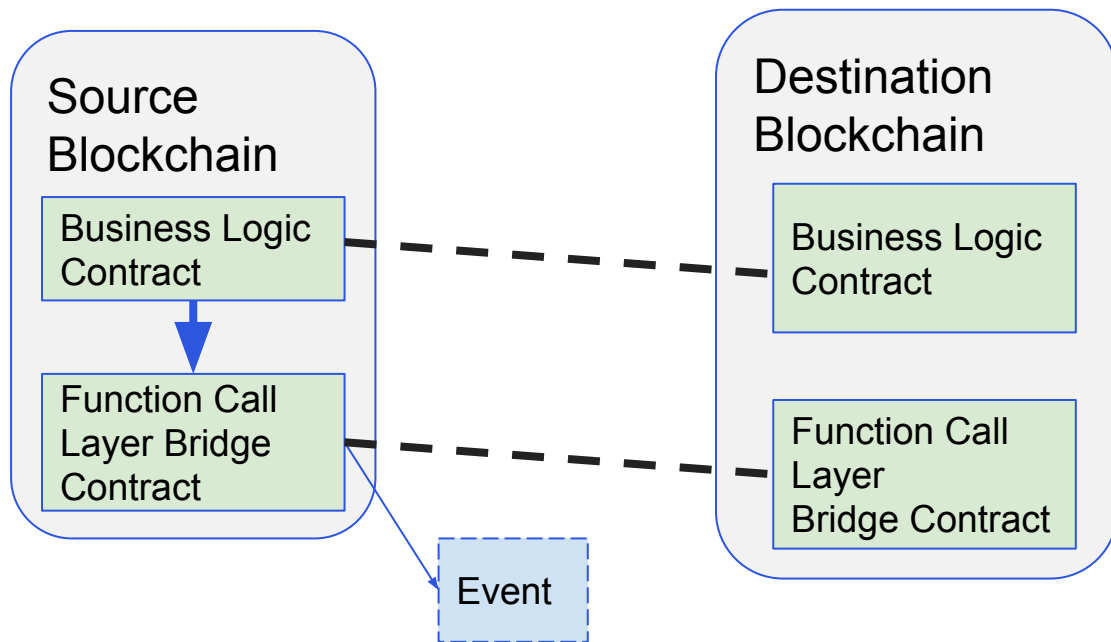 Source
Blockchain
Business Logic
Contract
Function Call
Layer Bridge
Contract
Destination
Blockchain
Business Logic
Contract
Function Call
Layer
Bridge Contract
Event